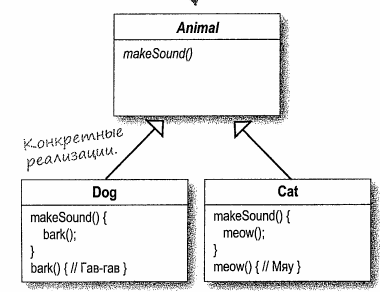 Animal
makeSound()
Конкретные
реализации.
Dog
makeSound() {
bark();
}
bark() { // Гав-гав }
Cat
makeSound() {
meow();
}
meow() { // Мяу }